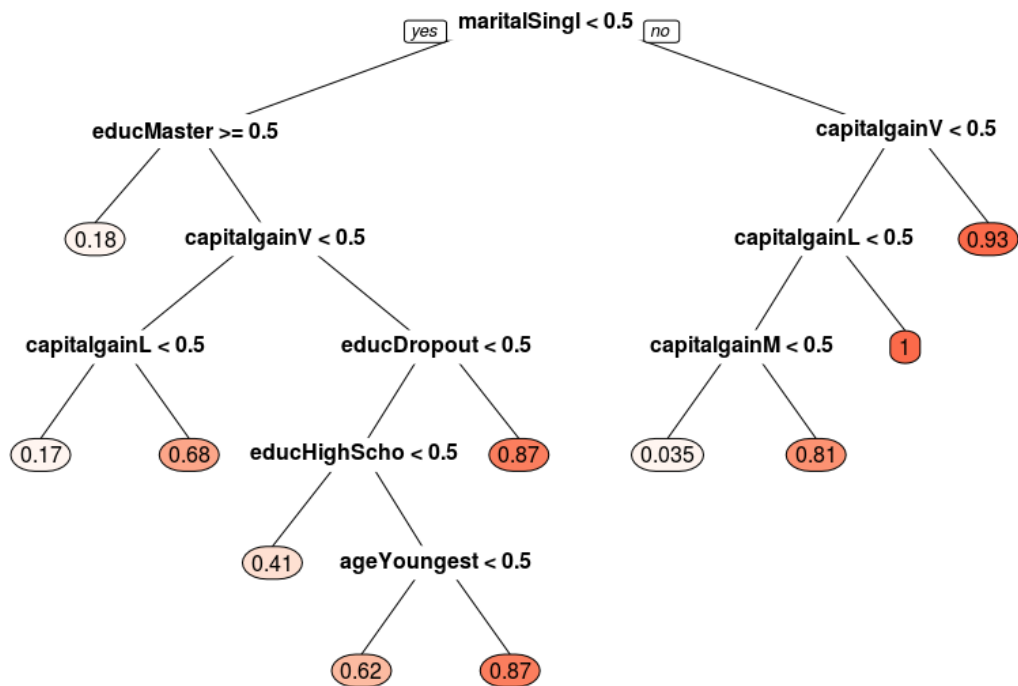 maritalSingl < 0.5
yes no
educMaster >= 0.5 capitalgainV < 0.5
0.18 capitalgainV < 0.5 capitalgainL < 0.5 0.93
capitalgainL < 0.5 educDropout < 0.5 capitalgainM < 0.5 1
0.17 0.68 educHighScho < 0.5 0.87 0.035 0.81
0.41 ageYoungest < 0.5
0.62 0.87